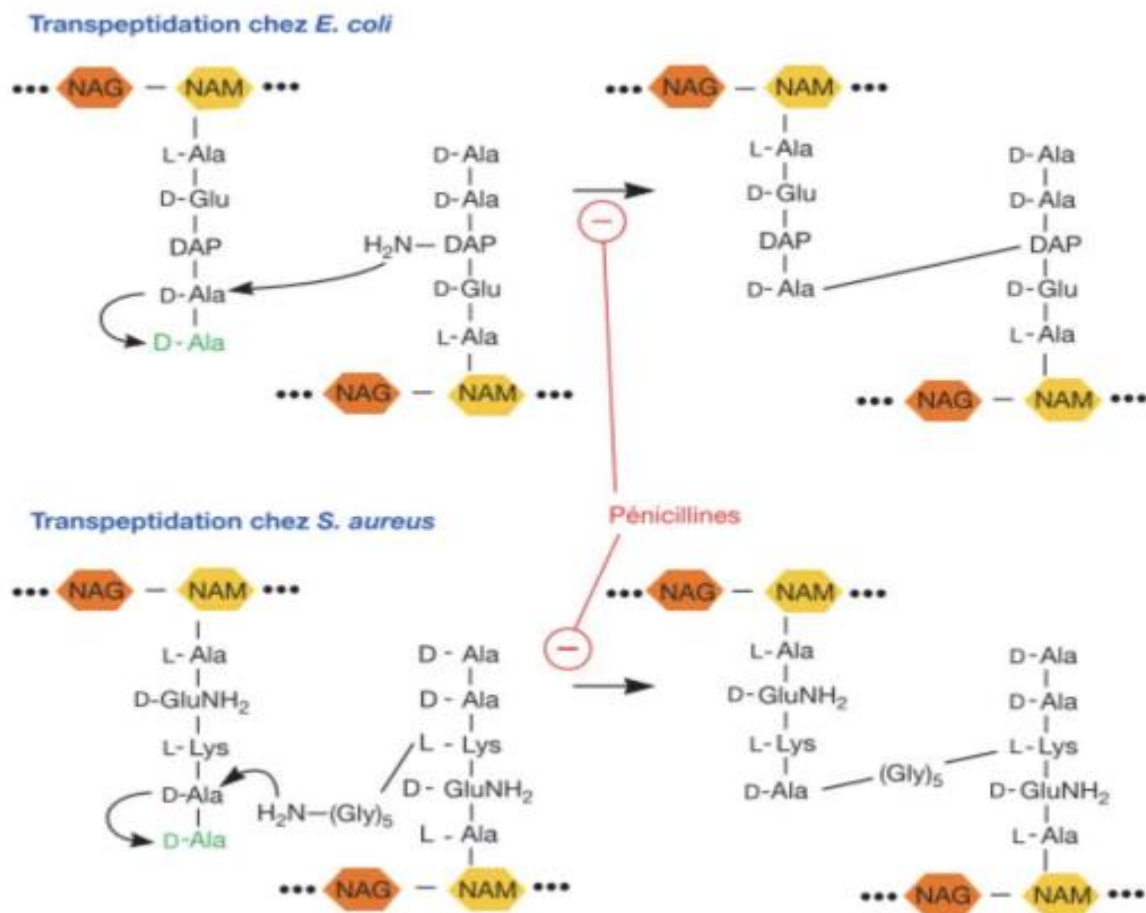 Transpeptidation chez E. coli
••• NAG — NAM •••
L-Ala
D-Glu
DAP
D-Ala
D-Ala
D-Ala
D-Ala
H₂N— DAP
D-Glu
L-Ala
••• NAG — NAM •••
−
••• NAG — NAM •••
L-Ala
D-Glu
DAP
D-Ala
D-Ala
D-Ala
DAP
D-Glu
L-Ala
••• NAG — NAM •••
Pénicillines
Transpeptidation chez S. aureus
••• NAG — NAM •••
L-Ala
D-GluNH₂
L-Lys
D-Ala
D-Ala
D - Ala
D - Ala
L - Lys
H₂N—(Gly)₅
D - GluNH₂
L - Ala
••• NAG — NAM •••
−
••• NAG — NAM •••
L-Ala
D-GluNH₂
L-Lys
D-Ala
(Gly)₅
D-Ala
D-Ala
L-Lys
D-GluNH₂
L-Ala
••• NAG — NAM •••